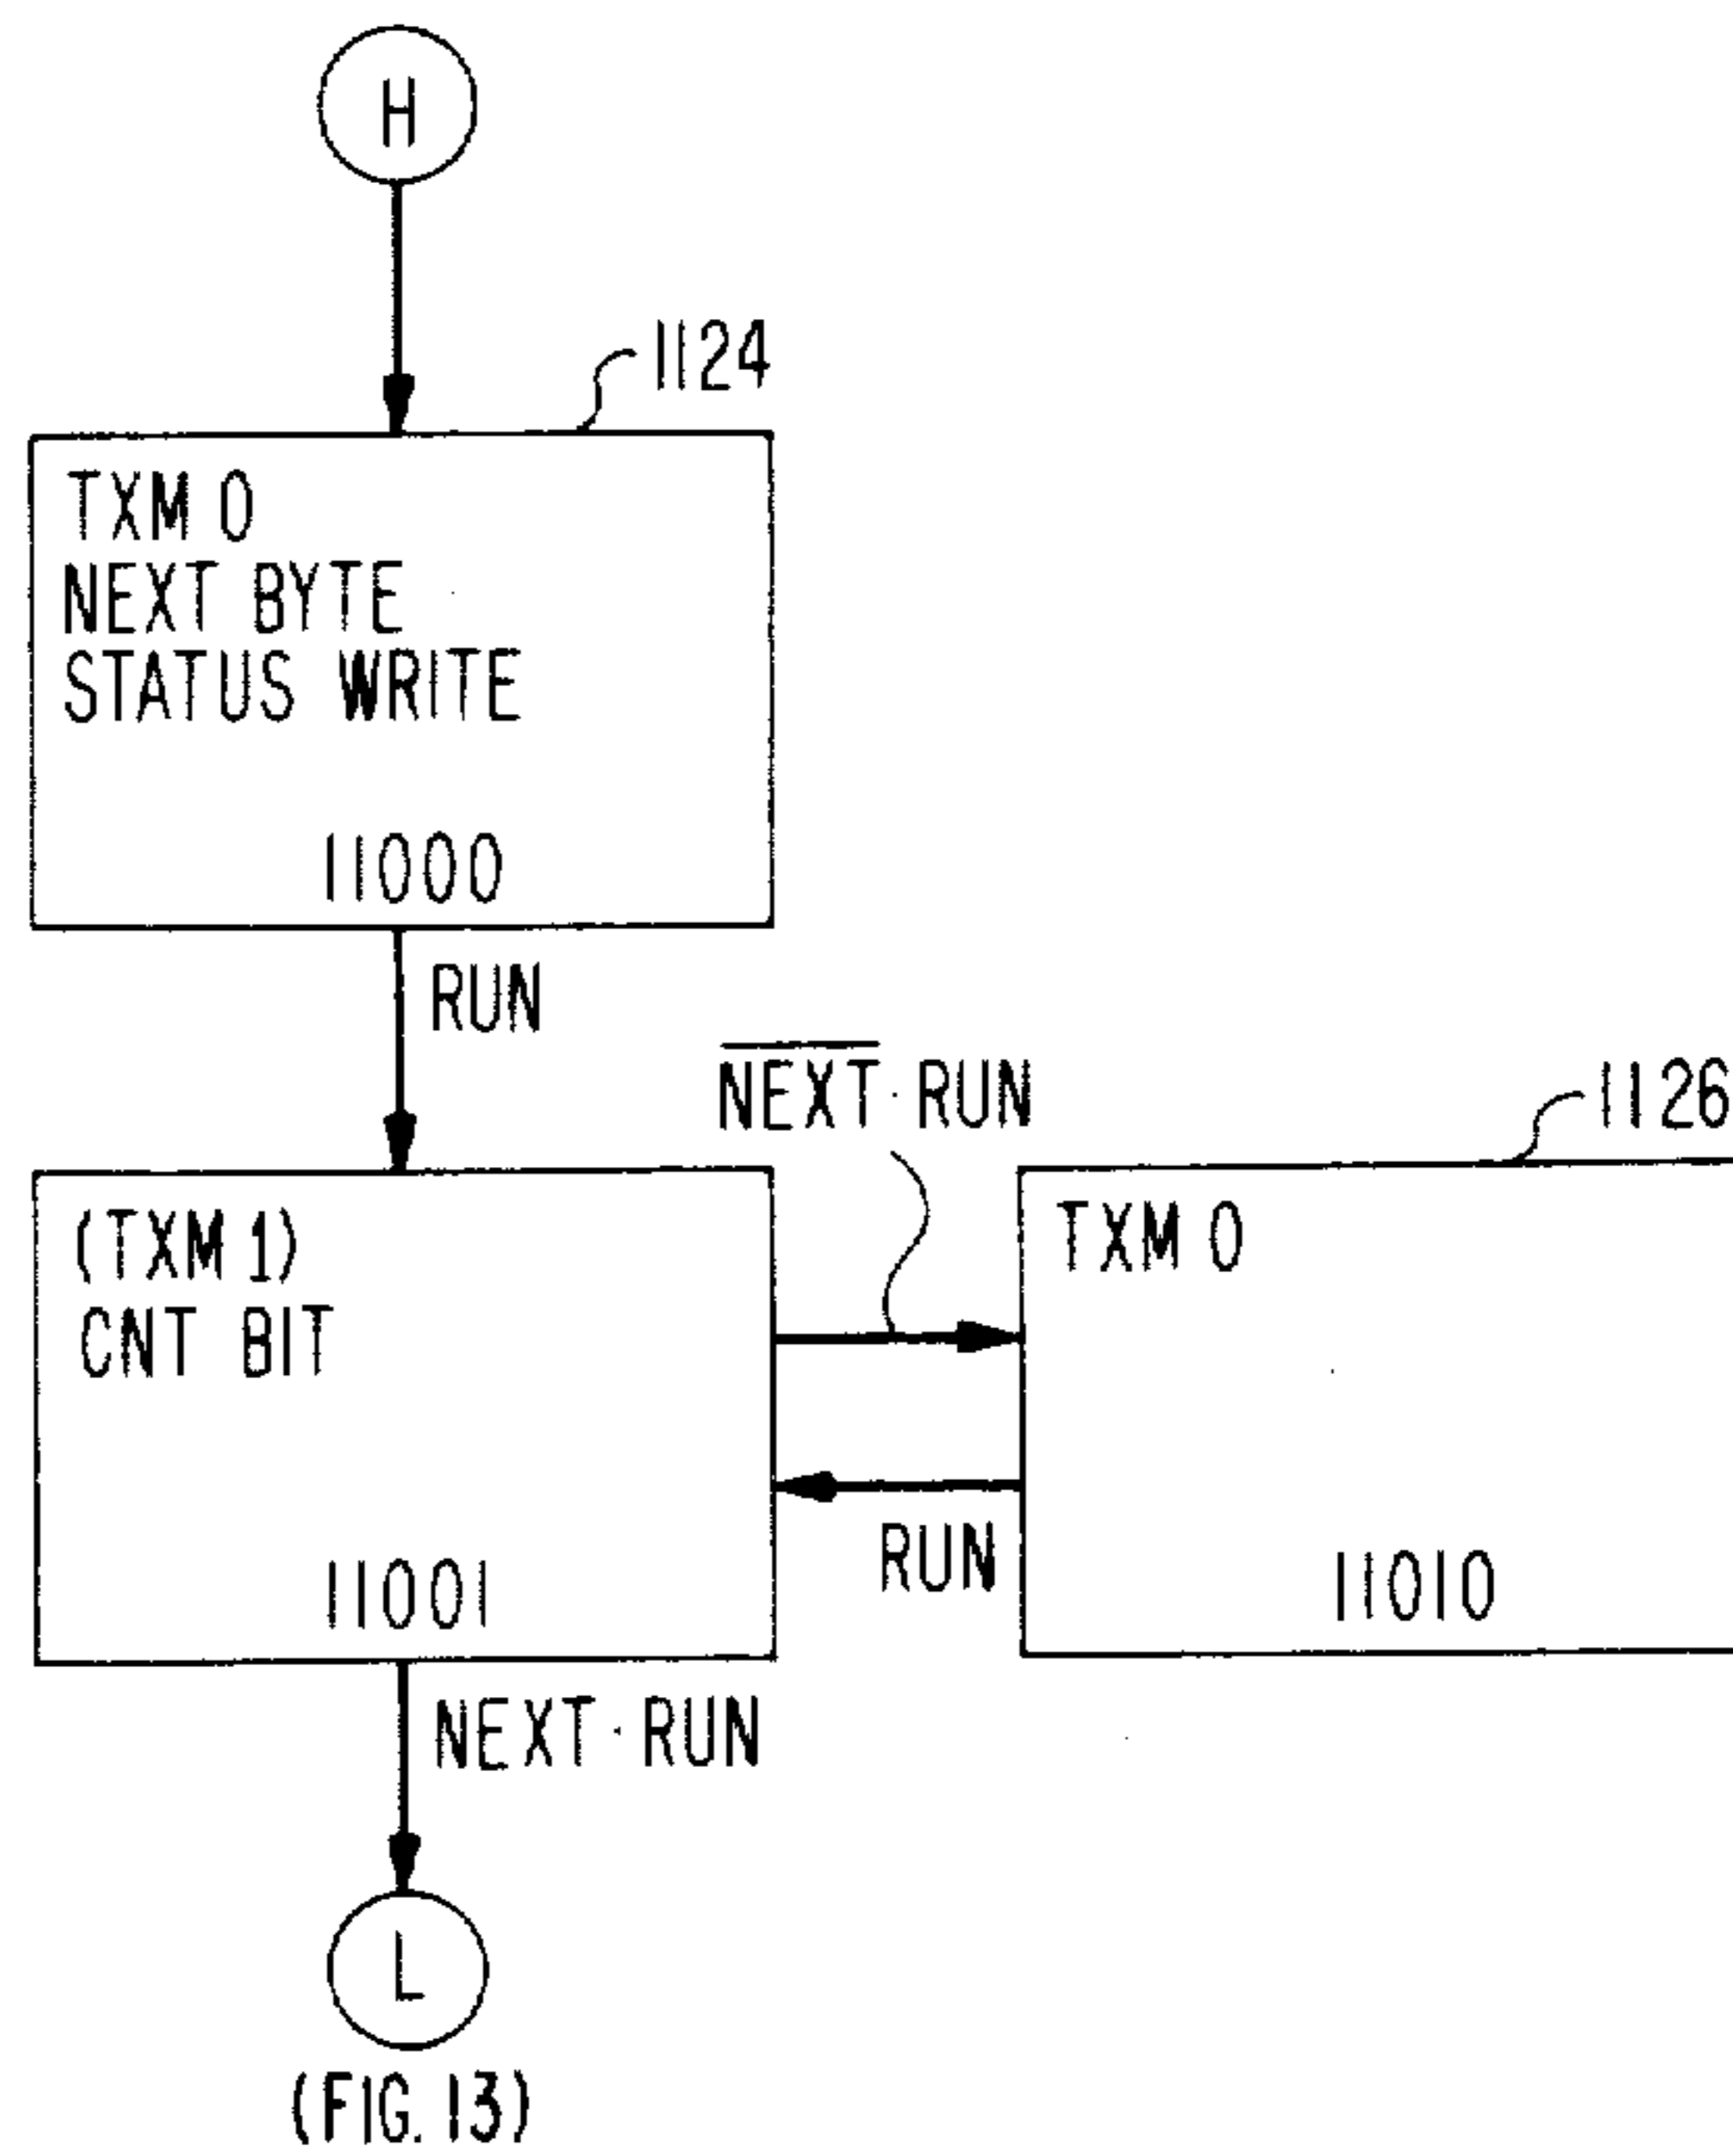 H
1124
TXM 0
NEXT BYTE
STATUS WRITE
11000
RUN
N̅E̅X̅T̅·RUN
1126
(TXM 1)
CNT BIT
11001
TXM 0
11010
RUN
NEXT·RUN
L
(FIG. 13)